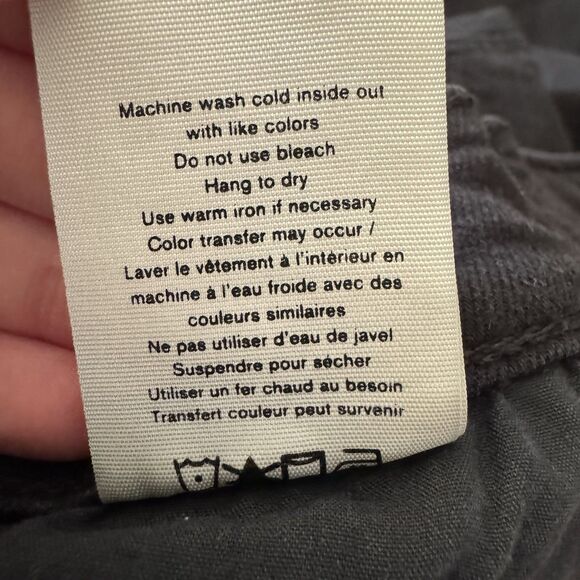 Machine wash cold inside out
with like colors
Do not use bleach
Hang to dry
Use warm iron if necessary
Color transfer may occur /
Laver le vêtement à l'intérieur en
machine à l'eau froide avec des
couleurs similaires
Ne pas utiliser d'eau de javel
Suspendre pour sécher
Utiliser un fer chaud au besoin
Transfert couleur peut survenir